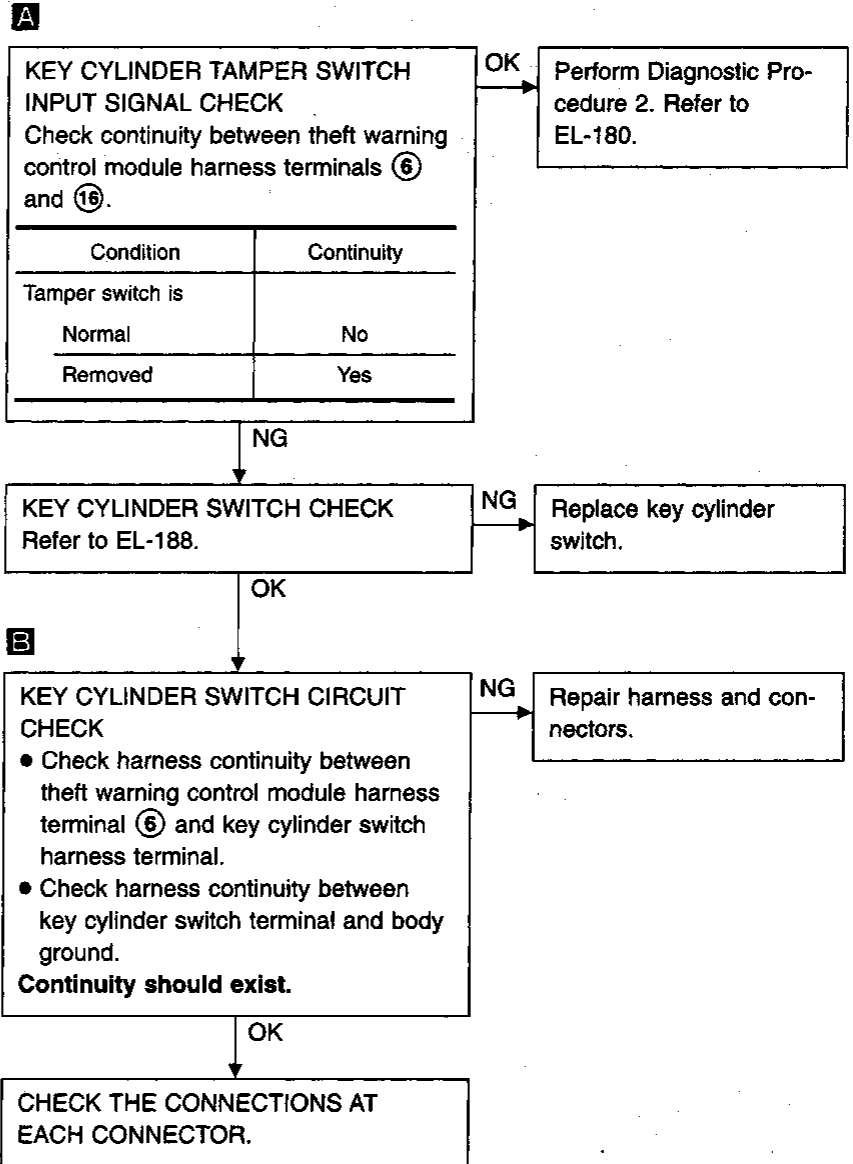 A
KEY CYLINDER TAMPER SWITCH
INPUT SIGNAL CHECK
Check continuity between theft warning
control module harness terminals ⑥
and ⑯.
Condition Continuity
Tamper switch is
Normal No
Removed Yes
OK
Perform Diagnostic Pro-
cedure 2. Refer to
EL-180.
NG
KEY CYLINDER SWITCH CHECK
Refer to EL-188.
NG
Replace key cylinder
switch.
OK
B
KEY CYLINDER SWITCH CIRCUIT
CHECK
● Check harness continuity between
theft warning control module harness
terminal ⑥ and key cylinder switch
harness terminal.
● Check harness continuity between
key cylinder switch terminal and body
ground.
Continuity should exist.
NG
Repair harness and con-
nectors.
OK
CHECK THE CONNECTIONS AT
EACH CONNECTOR.